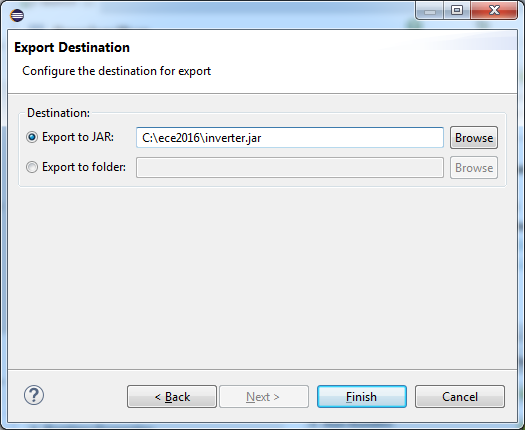 Export Destination
Configure the destination for export
Destination:
Export to JAR: C:\ece2016\inverter.jar Browse
Export to folder: Browse
? < Back Next > Finish Cancel